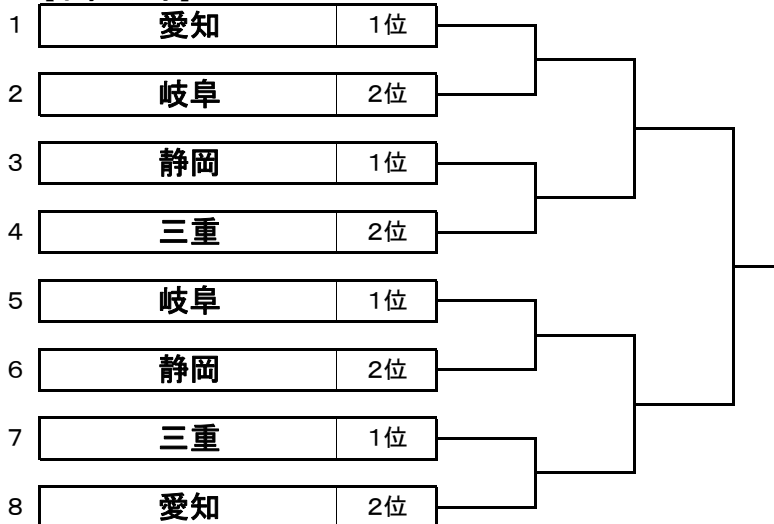 1 愛知 1位
2 岐阜 2位
3 静岡 1位
4 三重 2位
5 岐阜 1位
6 静岡 2位
7 三重 1位
8 愛知 2位